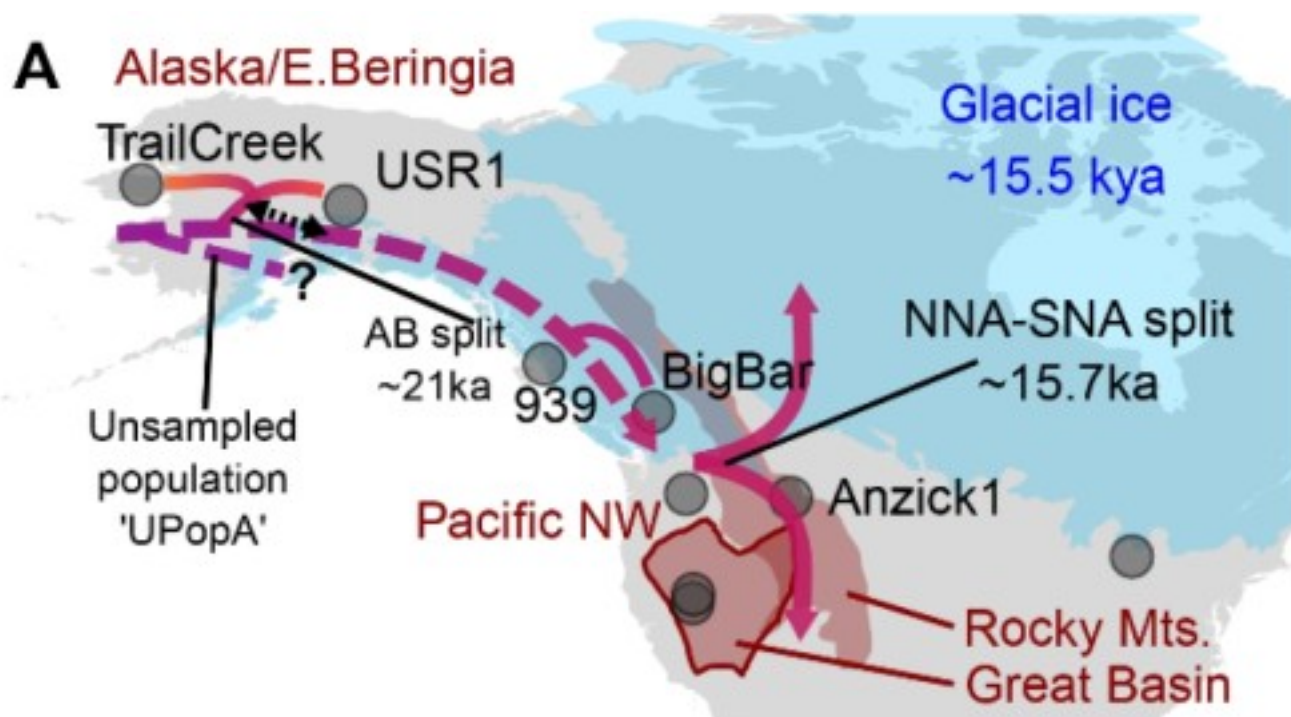 A
Alaska/E.Beringia
TrailCreek
USR1
Glacial ice
~15.5 kya
?
AB split
~21ka
939
BigBar
NNA-SNA split
~15.7ka
Unsampled
population
'UPopA'
Pacific NW
Anzick1
Rocky Mts.
Great Basin